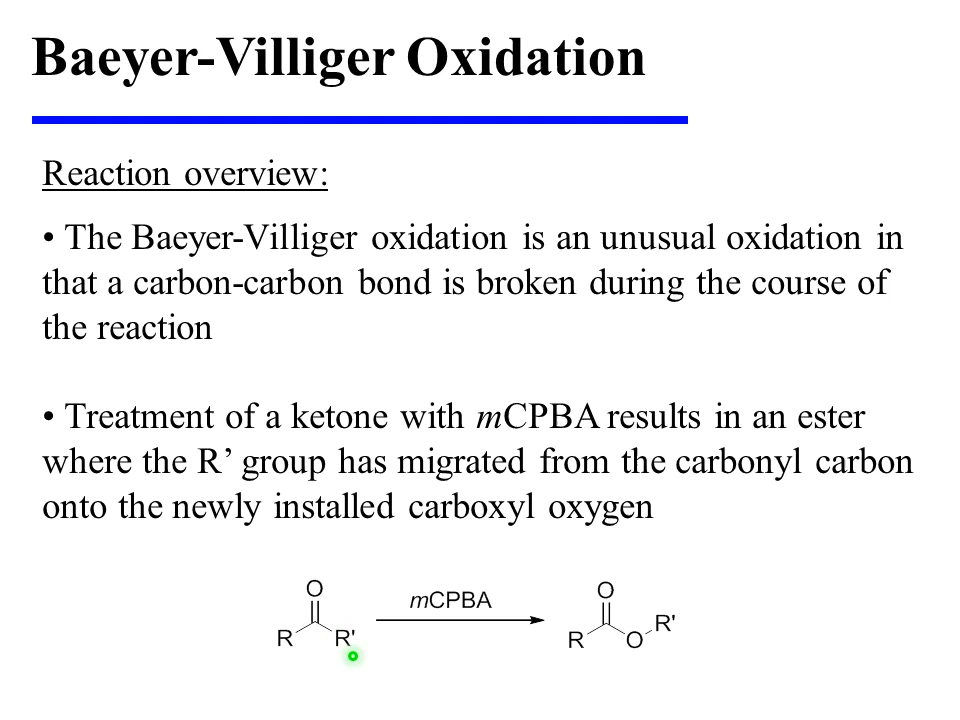 Baeyer-Villiger Oxidation
Reaction overview:
• The Baeyer-Villiger oxidation is an unusual oxidation in
that a carbon-carbon bond is broken during the course of
the reaction
• Treatment of a ketone with mCPBA results in an ester
where the R’ group has migrated from the carbonyl carbon
onto the newly installed carboxyl oxygen
O
R R'
mCPBA
O
R O R'